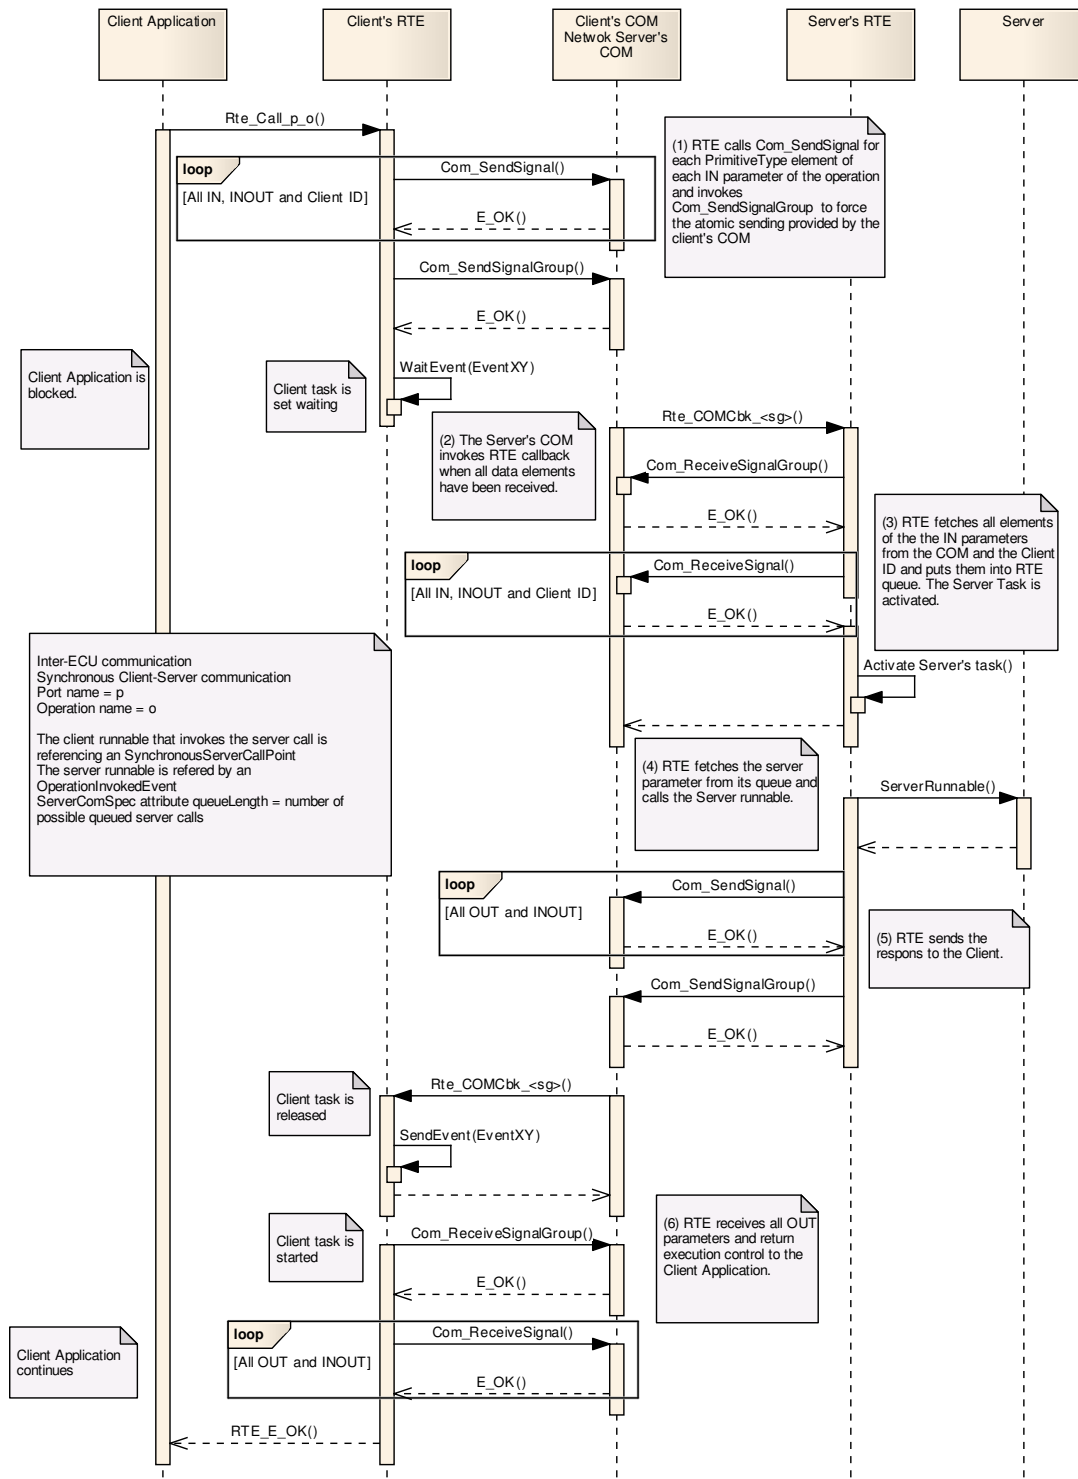 Client Application
Client's RTE
Client's COM
Netwok Server's
COM
Server's RTE
Server
Rte_Call_p_o()
(1) RTE calls Com_SendSignal for
each PrimitiveType element of
each IN parameter of the operation
and invokes
Com_SendSignalGroup to force
the atomic sending provided by the
client's COM
loop
[All IN, INOUT and Client ID]
Com_SendSignal()
E_OK()
Com_SendSignalGroup()
E_OK()
Client Application is
blocked.
Client task is
set waiting
WaitEvent(EventXY)
(2) The Server's COM
invokes RTE callback
when all data elements
have been received.
Rte_COMCbk_<sg>()
Com_ReceiveSignalGroup()
E_OK()
(3) RTE fetches all elements
of the the IN parameters
from the COM and the Client
ID and puts them into RTE
queue. The Server Task is
activated.
loop
[All IN, INOUT and Client ID]
Com_ReceiveSignal()
E_OK()
Inter-ECU communication
Synchronous Client-Server communication
Port name = p
Operation name = o
The client runnable that invokes the server call is
referencing an SynchronousServerCallPoint
The server runnable is refered by an
OperationInvokedEvent
ServerComSpec attribute queueLength = number of
possible queued server calls
Activate Server's task()
(4) RTE fetches the server
parameter from its queue and
calls the Server runnable.
ServerRunnable()
loop
[All OUT and INOUT]
Com_SendSignal()
E_OK()
(5) RTE sends the
respons to the Client.
Com_SendSignalGroup()
E_OK()
Client task is
released
Rte_COMCbk_<sg>()
SendEvent(EventXY)
Client task is
started
Com_ReceiveSignalGroup()
E_OK()
(6) RTE receives all OUT
parameters and return
execution control to the
Client Application.
Client Application
continues
loop
[All OUT and INOUT]
Com_ReceiveSignal()
E_OK()
RTE_E_OK()